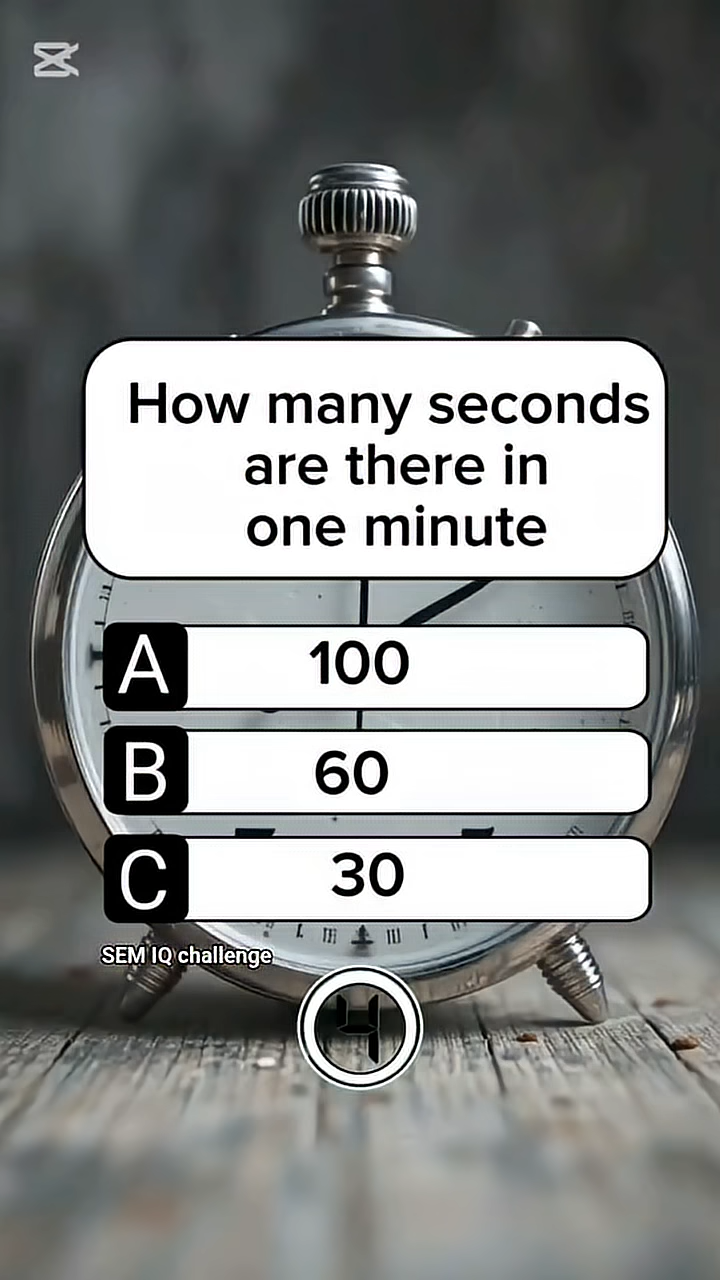 How many seconds
are there in
one minute
A 100
B 60
C 30
SEM IQ challenge
4